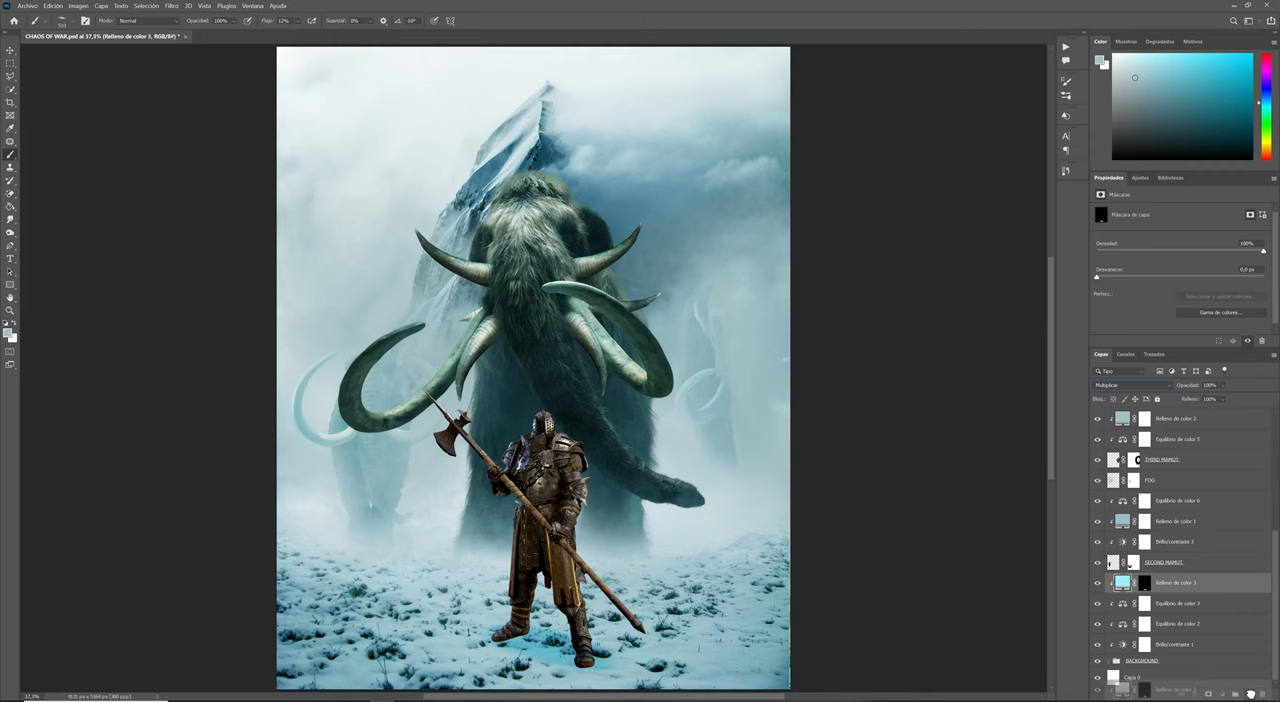 Archivo Edición Imagen Capa Texto Selección Filtro 3D Vista Plugins Ventana Ayuda
Modo: Normal Opacidad: 100% Flujo: 12% Suavizar: 0% -10°
CHAOS OF WAR.psd al 37,3% (Relleno de color 3, RGB/8#) *
Color Muestras Degradados Motivos
Propiedades Ajustes Bibliotecas
Máscaras
Máscara de capa
Densidad: 100%
Desvanecer: 0,0 px
Perfecc.: Seleccionar y aplicar máscara...
Gama de colores...
Capas Canales Trazados
Tipo
Multiplicar Opacidad: 100%
Bloq.: Relleno: 100%
Relleno de color 2
Equilibrio de color 5
THIRD MAMUT
FOG
Equilibrio de color 6
Relleno de color 1
Brillo/contraste 3
SECOND MAMUT
Relleno de color 3
Equilibrio de color 3
Equilibrio de color 2
Brillo/contraste 1
BACKGROUND
Capa 0
37,3% 4131 px x 5164 px (300 ppp)